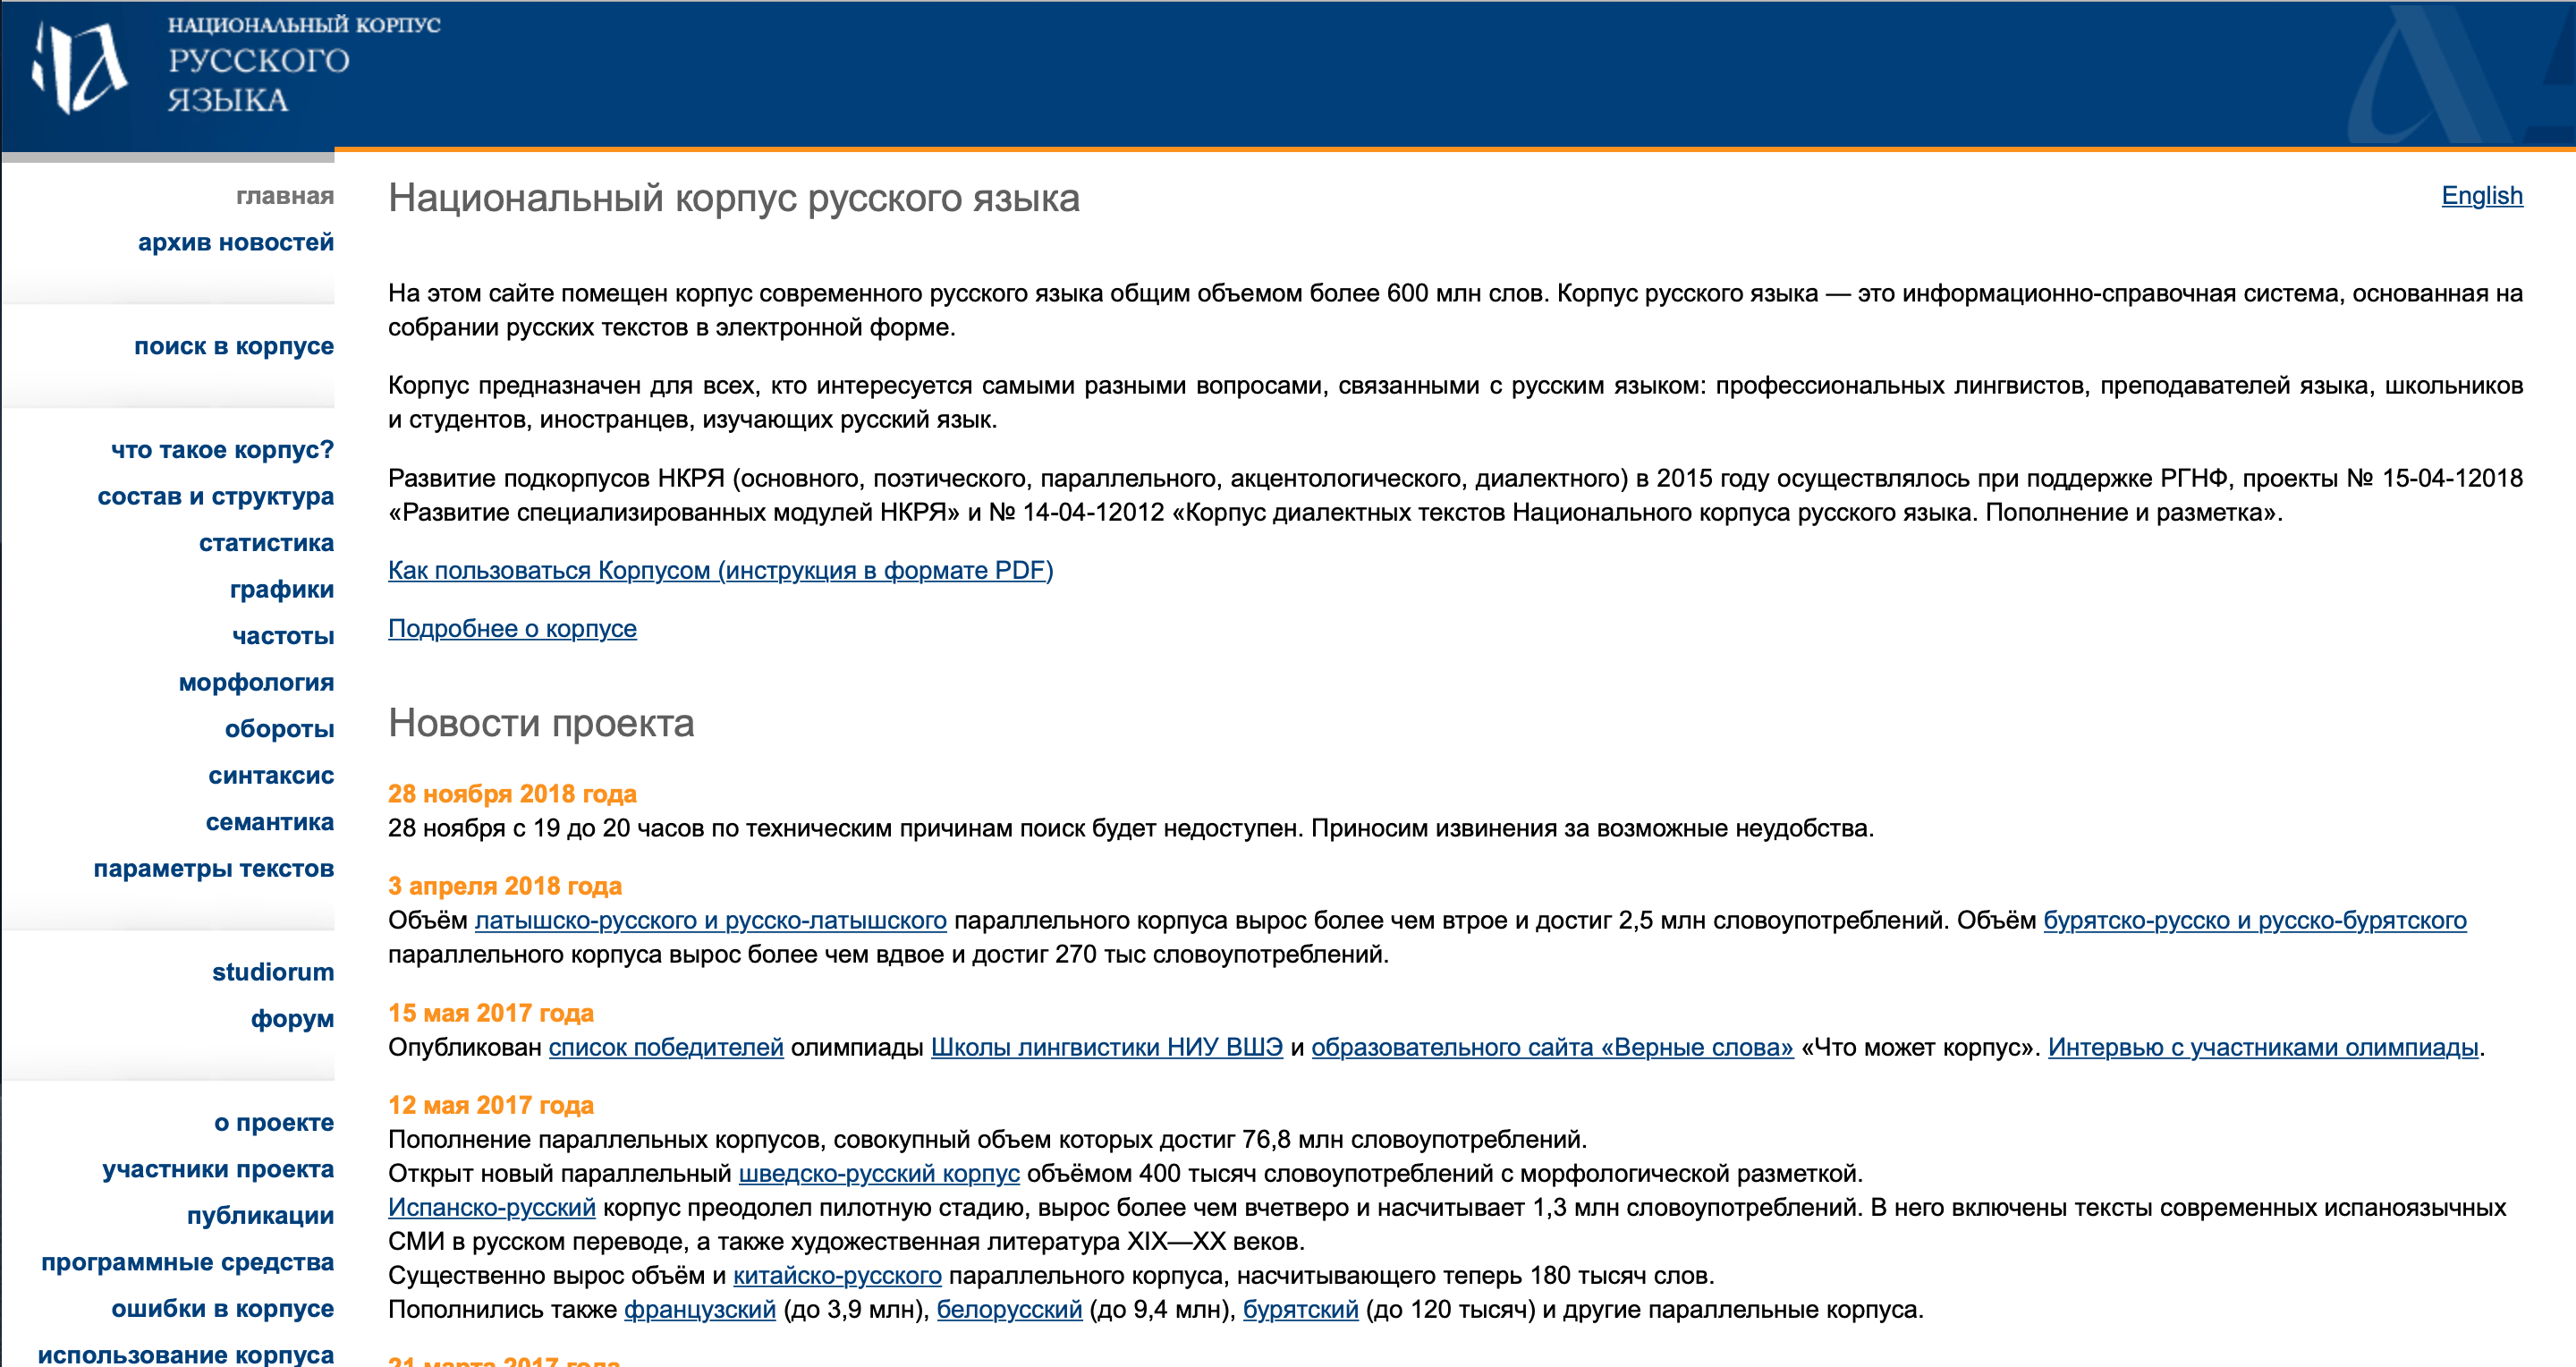 НАЦИОНАЛЬНЫЙ КОРПУС
РУССКОГО
ЯЗЫКА
главная
архив новостей
поиск в корпусе
что такое корпус?
состав и структура
статистика
графики
частоты
морфология
обороты
синтаксис
семантика
параметры текстов
studiorum
форум
о проекте
участники проекта
публикации
программные средства
ошибки в корпусе
использование корпуса
Национальный корпус русского языка
English
На этом сайте помещен корпус современного русского языка общим объемом более 600 млн слов. Корпус русского языка — это информационно-справочная система, основанная на
собрании русских текстов в электронной форме.
Корпус предназначен для всех, кто интересуется самыми разными вопросами, связанными с русским языком: профессиональных лингвистов, преподавателей языка, школьников
и студентов, иностранцев, изучающих русский язык.
Развитие подкорпусов НКРЯ (основного, поэтического, параллельного, акцентологического, диалектного) в 2015 году осуществлялось при поддержке РГНФ, проекты № 15-04-12018
«Развитие специализированных модулей НКРЯ» и № 14-04-12012 «Корпус диалектных текстов Национального корпуса русского языка. Пополнение и разметка».
Как пользоваться Корпусом (инструкция в формате PDF)
Подробнее о корпусе
Новости проекта
28 ноября 2018 года
28 ноября с 19 до 20 часов по техническим причинам поиск будет недоступен. Приносим извинения за возможные неудобства.
3 апреля 2018 года
Объём латышско-русского и русско-латышского параллельного корпуса вырос более чем втрое и достиг 2,5 млн словоупотреблений. Объём бурятско-русско и русско-бурятского
параллельного корпуса вырос более чем вдвое и достиг 270 тыс словоупотреблений.
15 мая 2017 года
Опубликован список победителей олимпиады Школы лингвистики НИУ ВШЭ и образовательного сайта «Верные слова» «Что может корпус». Интервью с участниками олимпиады.
12 мая 2017 года
Пополнение параллельных корпусов, совокупный объем которых достиг 76,8 млн словоупотреблений.
Открыт новый параллельный шведско-русский корпус объёмом 400 тысяч словоупотреблений с морфологической разметкой.
Испанско-русский корпус преодолел пилотную стадию, вырос более чем вчетверо и насчитывает 1,3 млн словоупотреблений. В него включены тексты современных испаноязычных
СМИ в русском переводе, а также художественная литература XIX—XX веков.
Существенно вырос объём и китайско-русского параллельного корпуса, насчитывающего теперь 180 тысяч слов.
Пополнились также французский (до 3,9 млн), белорусский (до 9,4 млн), бурятский (до 120 тысяч) и другие параллельные корпуса.
21 марта 2017 года